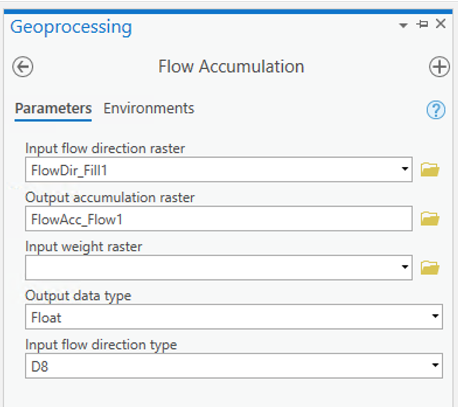 Geoprocessing
Flow Accumulation
Parameters Environments
?
Input flow direction raster
FlowDir_Fill1
Output accumulation raster
FlowAcc_Flow1
Input weight raster
Output data type
Float
Input flow direction type
D8